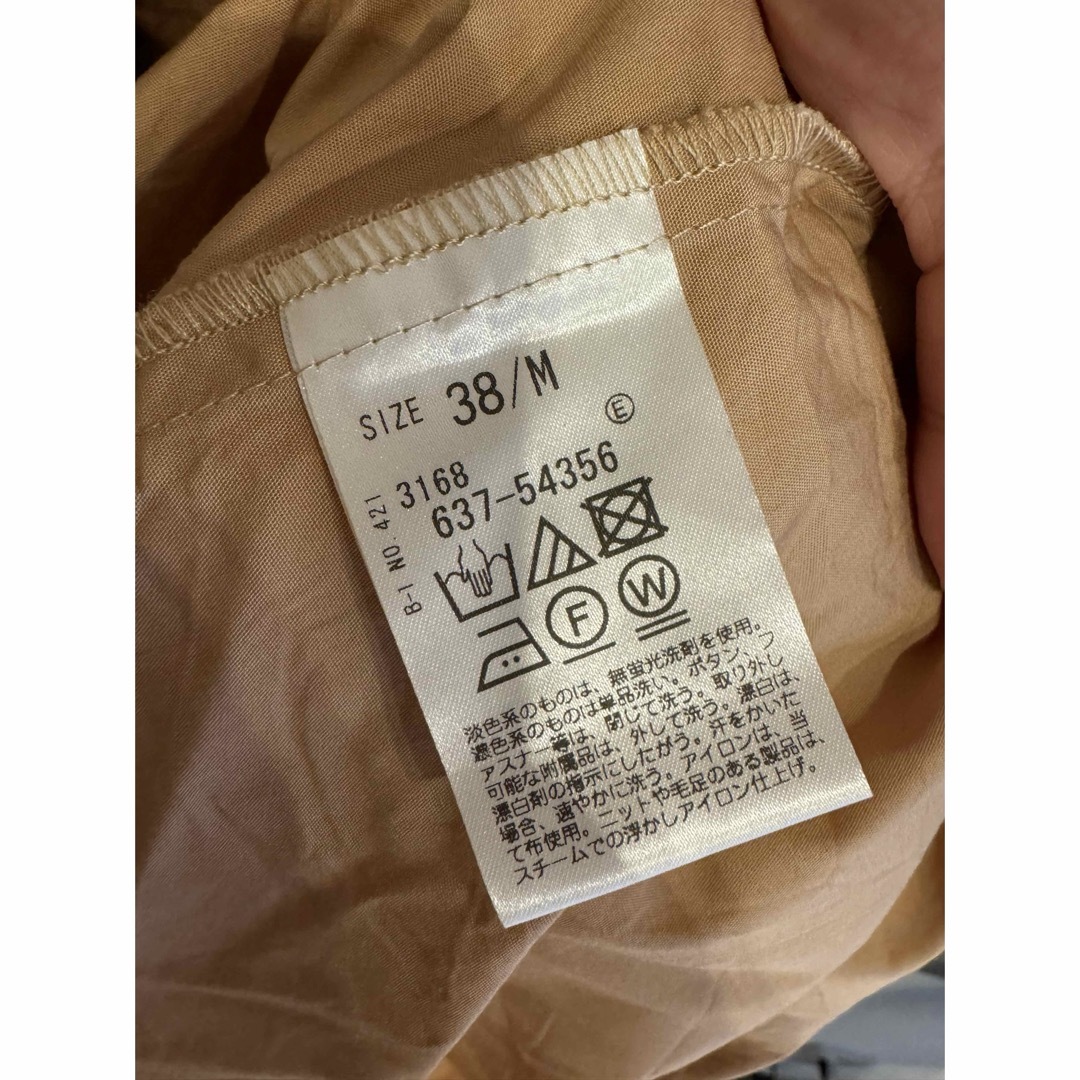 SIZE 38/M
Ⓔ
3168
637-54356
B-1 NO. 421
F W
淡色系のものは、無蛍光洗剤を使用。
濃色系のものは単品洗い。ボタン、フ
ァスナー等は、閉じて洗う。取り外し
可能な附属品は、外して洗う。漂白は、
漂白剤の指示にしたがう。汗をかいた
場合、速やかに洗う。アイロンは、当
て布使用。ニットや毛足のある製品は、
スチームでの浮かしアイロン仕上げ。